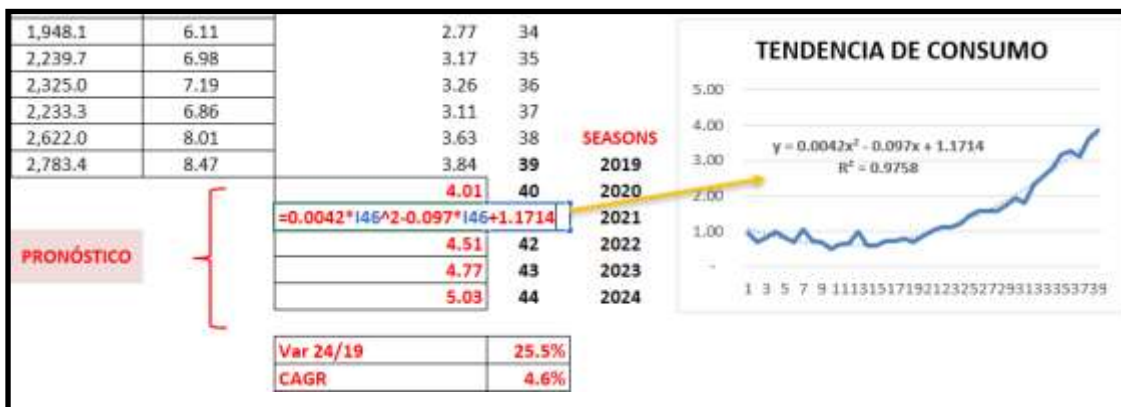 1,948.1 6.11 2.77 34
2,239.7 6.98 3.17 35
2,325.0 7.19 3.26 36
2,233.3 6.86 3.11 37
2,622.0 8.01 3.63 38 SEASONS
2,783.4 8.47 3.84 39 2019
4.01 40 2020
=0.0042*I46^2-0.097*I46+1.1714 2021
4.51 42 2022
PRONÓSTICO
4.77 43 2023
5.03 44 2024
Var 24/19 25.5%
CAGR 4.6%
TENDENCIA DE CONSUMO
5.00
4.00
y = 0.0042x² - 0.097x + 1.1714
3.00
R² = 0.9758
2.00
1.00
-
1 3 5 7 9 111315171921232527293133353739